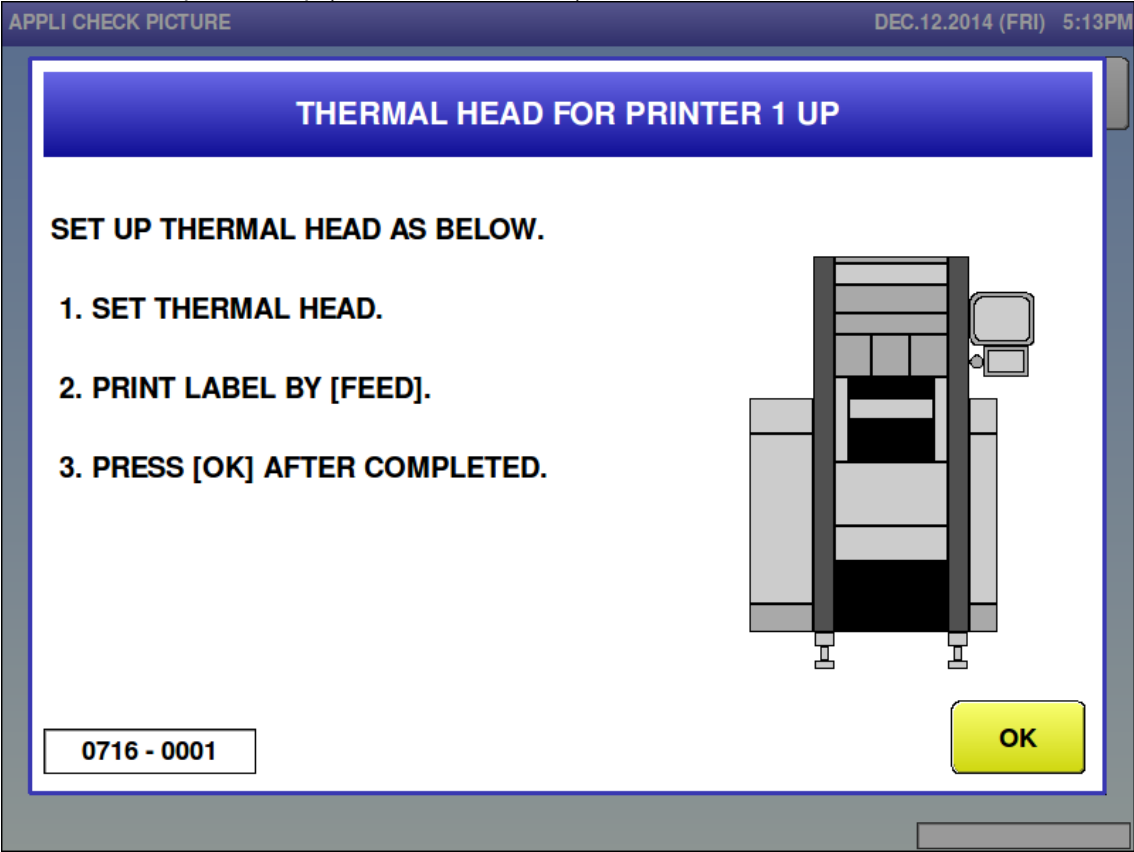 APPLI CHECK PICTURE DEC.12.2014 (FRI) 5:13PM
THERMAL HEAD FOR PRINTER 1 UP
SET UP THERMAL HEAD AS BELOW.
1. SET THERMAL HEAD.
2. PRINT LABEL BY [FEED].
3. PRESS [OK] AFTER COMPLETED.
0716 - 0001
OK